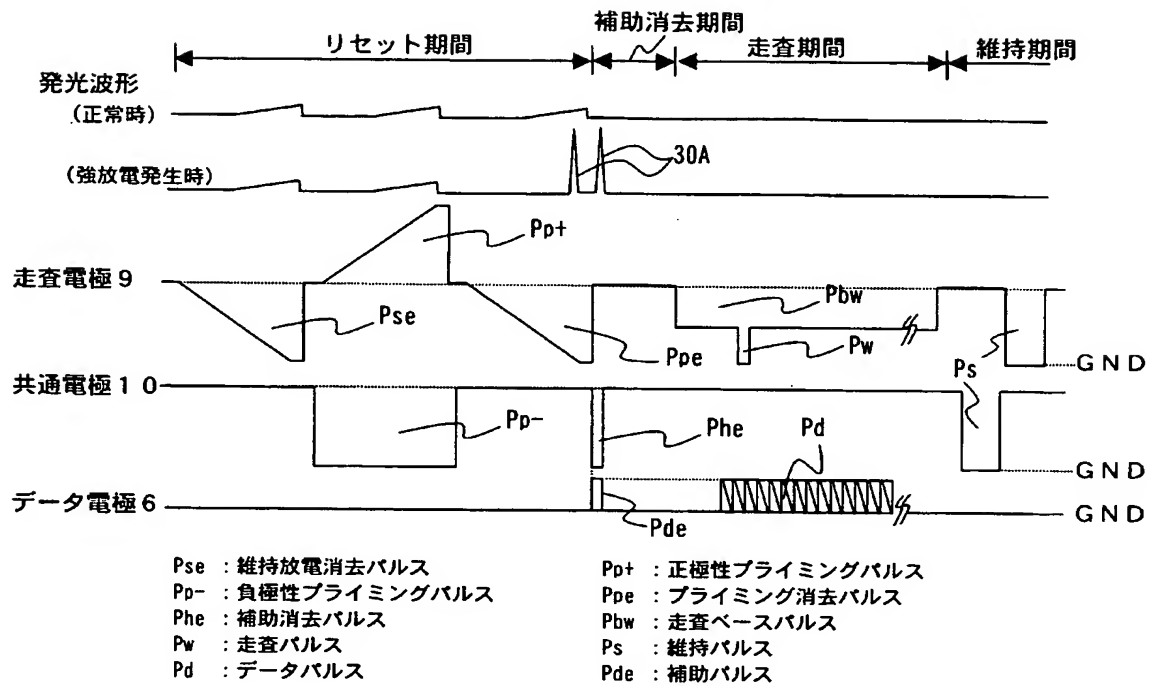 補助消去期間
リセット期間
走査期間
維持期間
発光波形
(正常時)
30A
(強放電発生時)
Pp+
走査電極9
Pse
Ppe
Pbw
Pw
Ps
GND
共通電極10
Pp-
Phe
Pd
GND
データ電極6
Pde
GND
Pse :維持放電消去パルス
Pp- :負極性プライミングパルス
Phe :補助消去パルス
Pw :走査パルス
Pd :データパルス
Pp+ :正極性プライミングパルス
Ppe :プライミング消去パルス
Pbw :走査ベースパルス
Ps :維持パルス
Pde :補助パルス